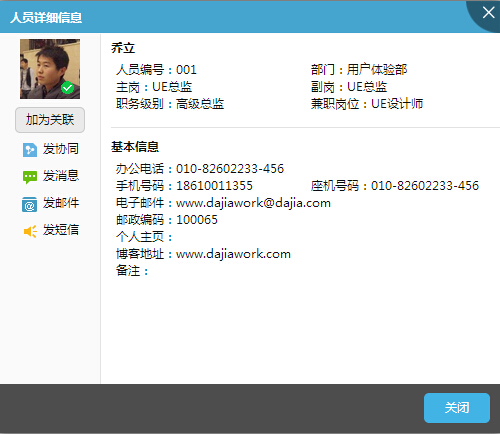 人员详细信息
乔立
人员编号：001 部门：用户体验部
主岗：UE总监 副岗：UE总监
职务级别：高级总监 兼职岗位：UE设计师
加为关联
发协同
发消息
发邮件
发短信
基本信息
办公电话：010-82602233-456
手机号码：18610011355 座机号码：010-82602233-456
电子邮件：www.dajiawork@dajia.com
邮政编码：100065
个人主页：
博客地址：www.dajiawork.com
备注：
关闭